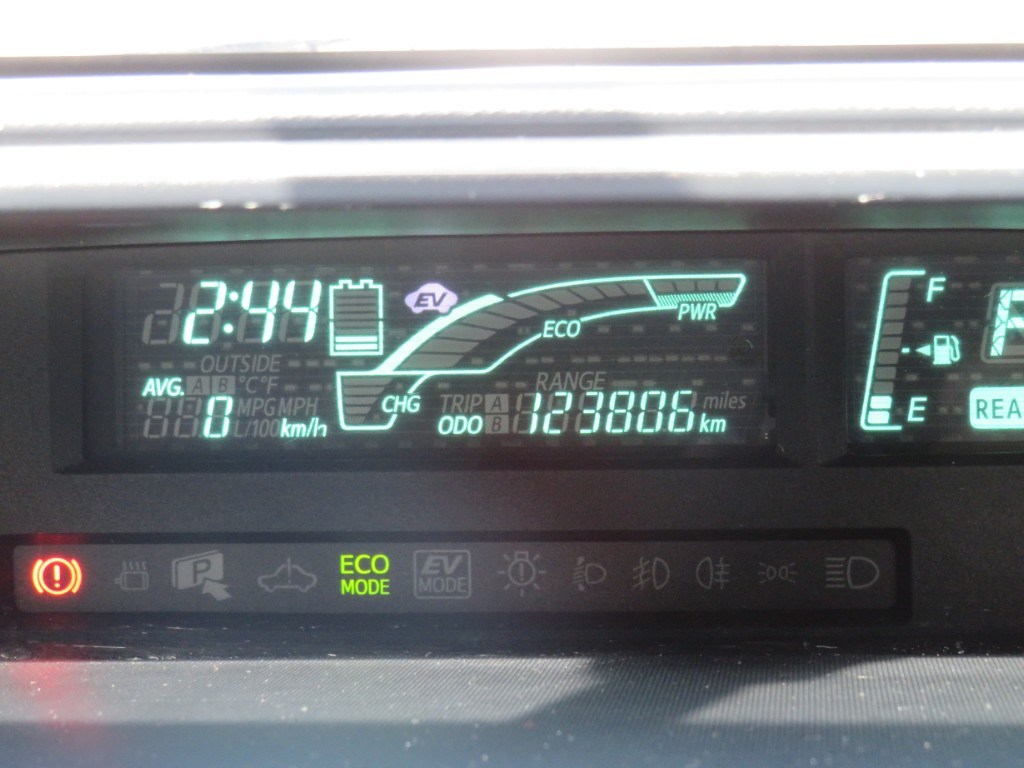 2:44
EV
F
PWR
ECO
OUTSIDE
AVG. A B °C°F
RANGE
CHG
TRIP A
miles
MPG MPH
0 L/100 km/h
ODO B 123806 km
E
REA
P
ECO MODE
EV MODE